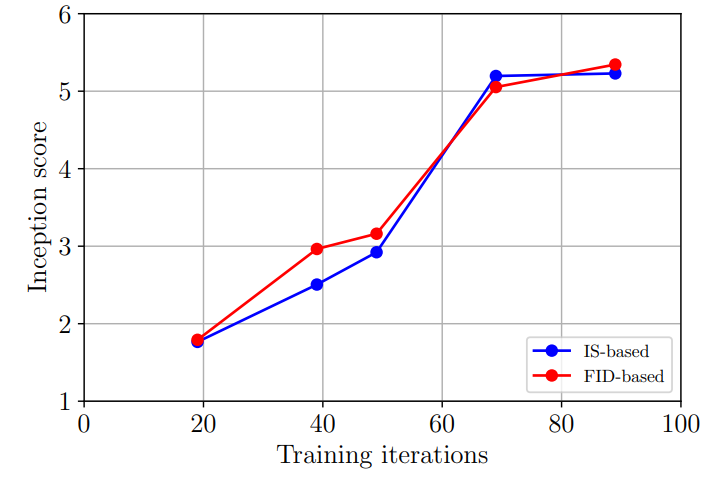 6
5
4
3
2
1
Inception score
0 20 40 60 80 100
Training iterations
IS-based
FID-based